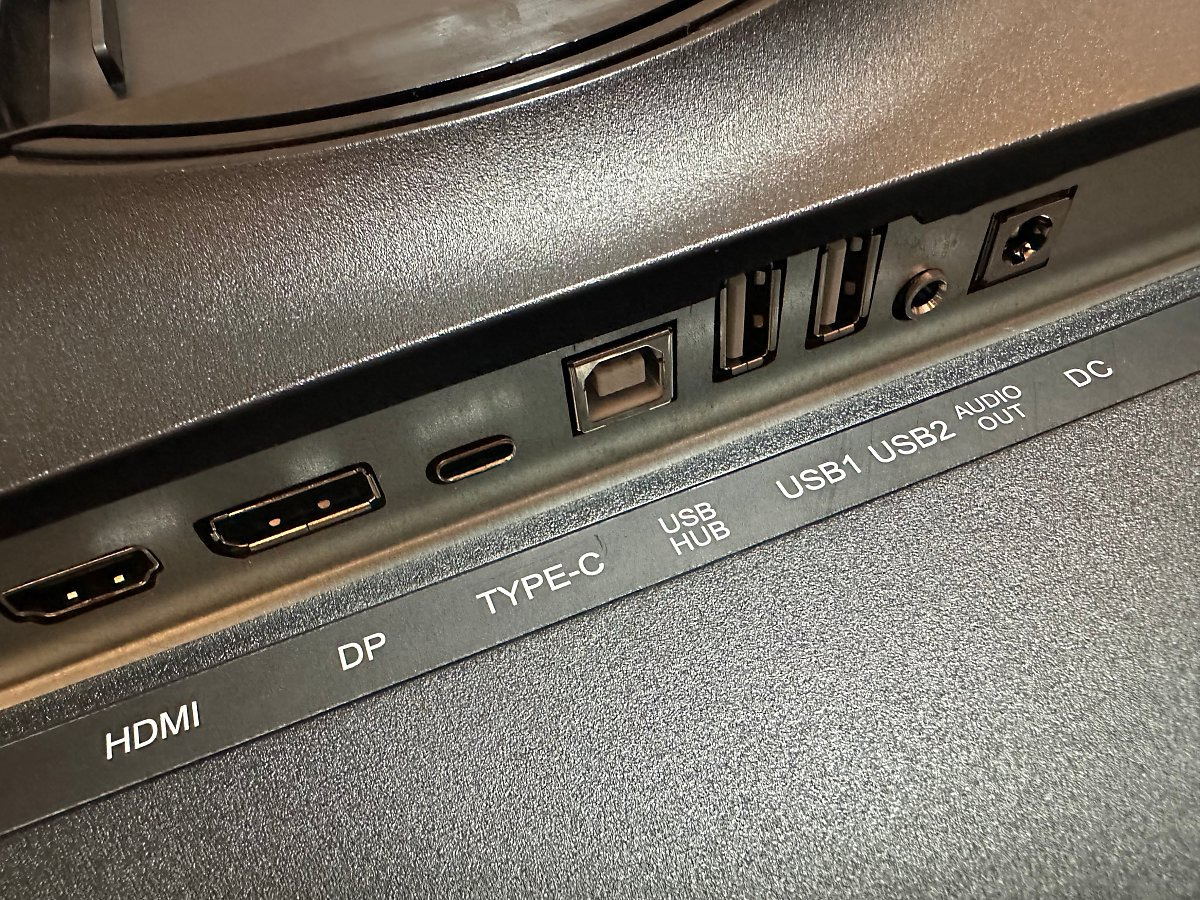 HDMI
DP
TYPE-C
USB
HUB
USB1
USB2
AUDIO
OUT
DC